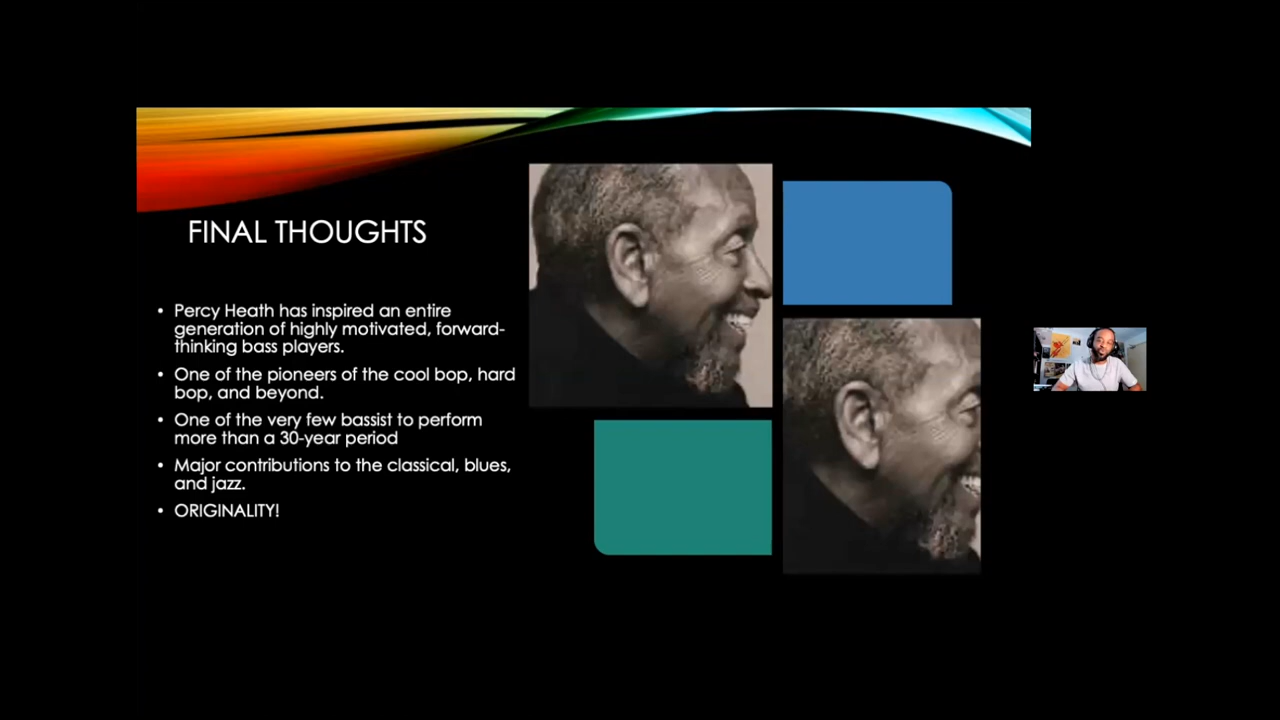 FINAL THOUGHTS
• Percy Heath has inspired an entire
generation of highly motivated, forward-
thinking bass players.
• One of the pioneers of the cool bop, hard
bop, and beyond.
• One of the very few bassist to perform
more than a 30-year period
• Major contributions to the classical, blues,
and jazz.
• ORIGINALITY!